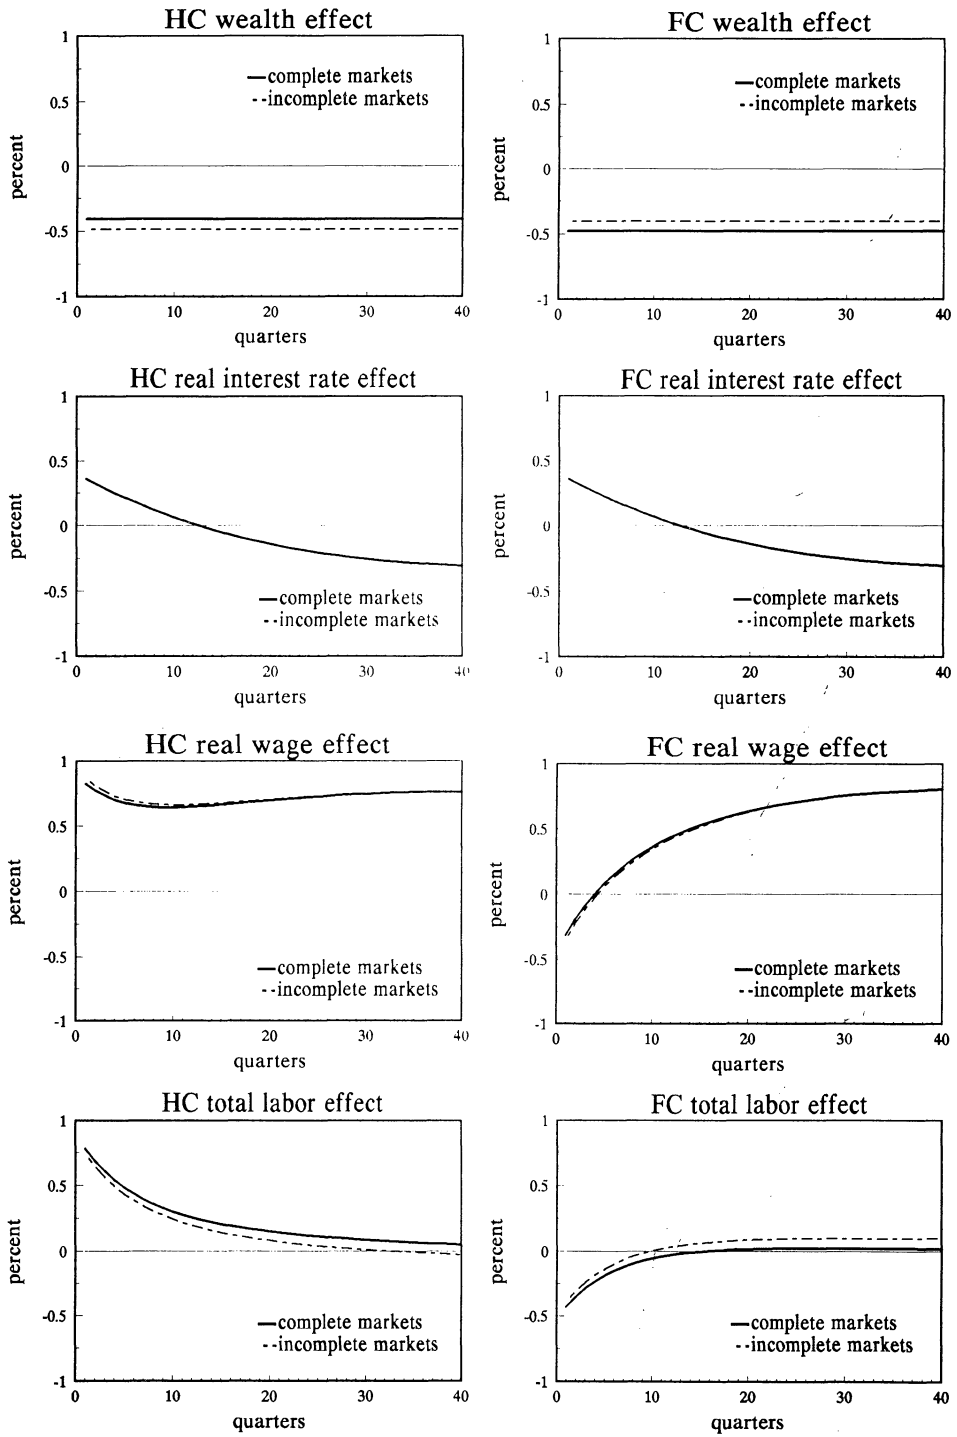 HC wealth effect
1
0.5
0
-0.5
-1
percent
complete markets
incomplete markets
0 10 20 30 40
quarters
FC wealth effect
1
0.5
0
-0.5
-1
percent
complete markets
incomplete markets
0 10 20 30 40
quarters
HC real interest rate effect
1
0.5
0
-0.5
-1
percent
complete markets
incomplete markets
0 10 20 30 40
quarters
FC real interest rate effect
1
0.5
0
-0.5
-1
percent
complete markets
incomplete markets
0 10 20 30 40
quarters
HC real wage effect
1
0.5
0
-0.5
-1
percent
complete markets
incomplete markets
0 10 20 30 40
quarters
FC real wage effect
1
0.5
0
-0.5
-1
percent
complete markets
incomplete markets
0 10 20 30 40
quarters
HC total labor effect
1
0.5
0
-0.5
-1
percent
complete markets
incomplete markets
0 10 20 30 40
quarters
FC total labor effect
1
0.5
0
-0.5
-1
percent
complete markets
incomplete markets
0 10 20 30 40
quarters